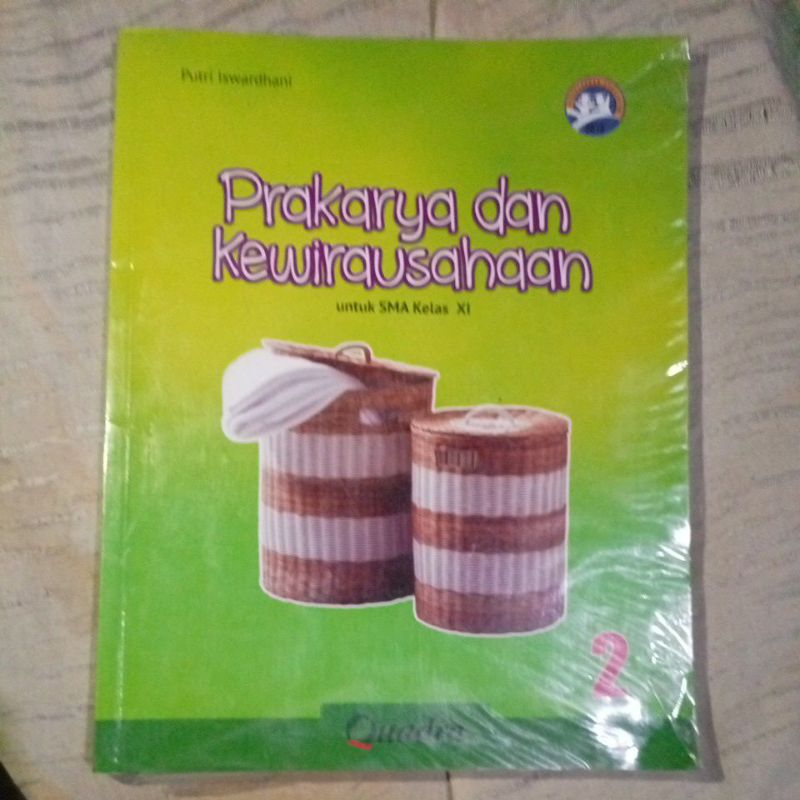 Putri Iswardhani
Prakarya dan
Kewirausahaan
untuk SMA Kelas XI
2
Quadra